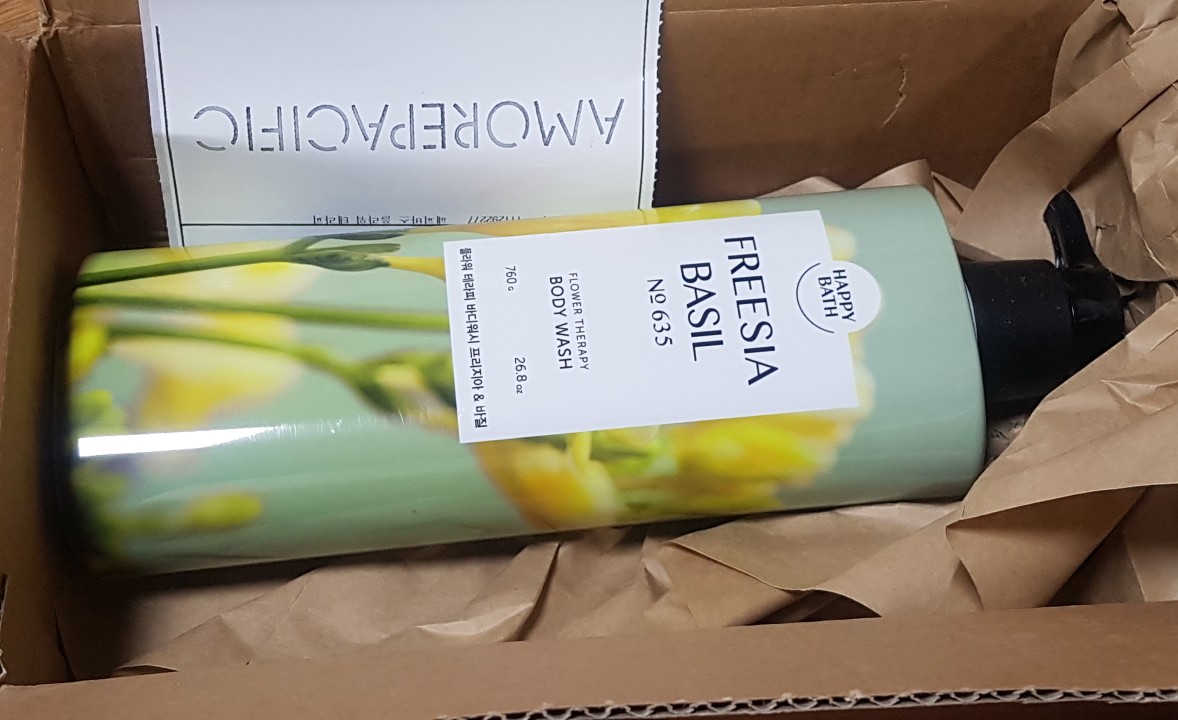 AMOREPACIFIC
HAPPY
BATH
FREESIA
BASIL
Nº 635
FLOWER THERAPY
BODY WASH
760 G 26.8 OZ
플라워 테라피 바디워시 프리지아 & 바질